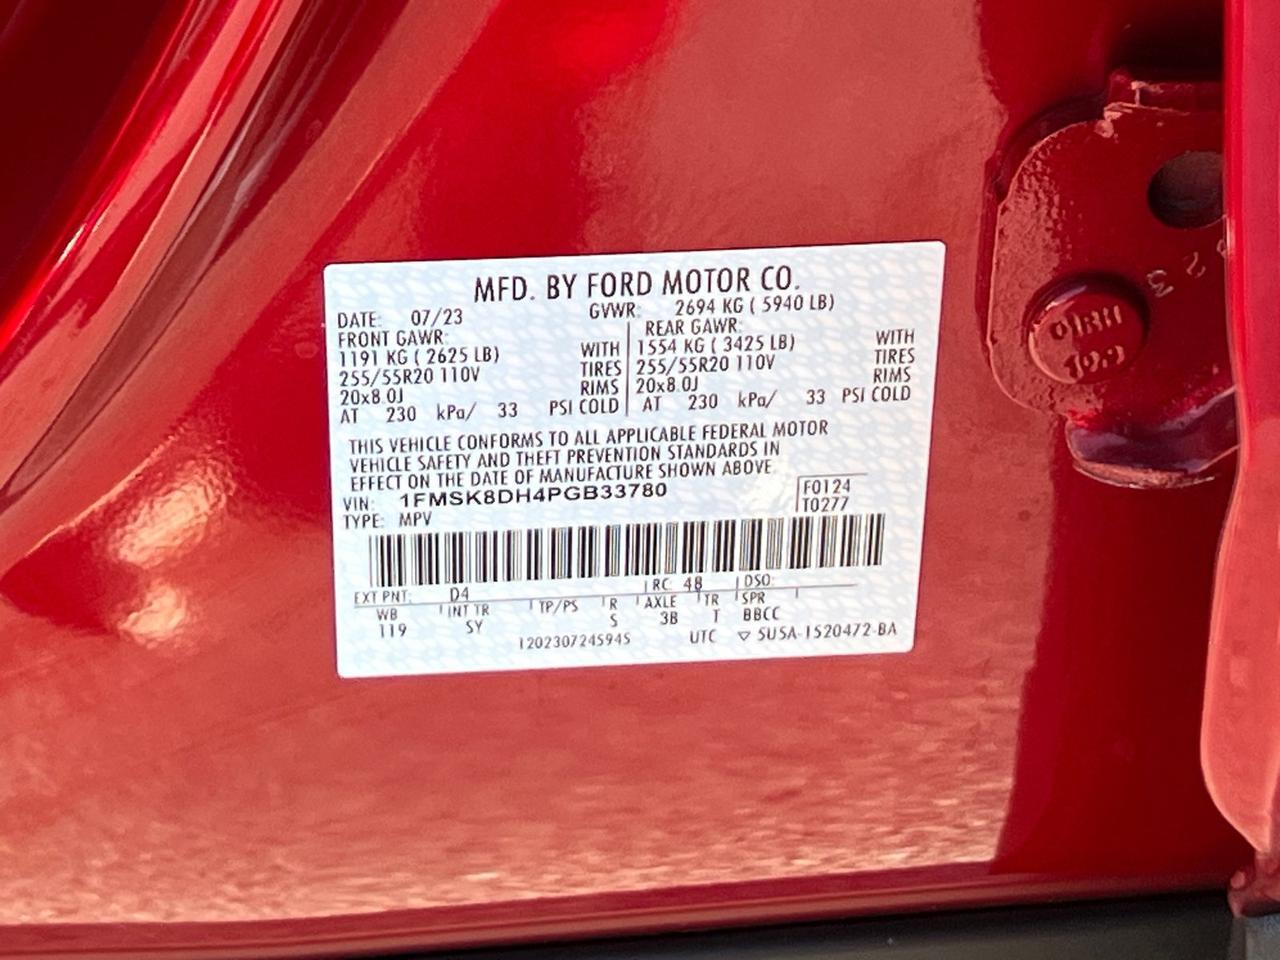 MFD. BY FORD MOTOR CO.
DATE: 07/23 GVWR: 2694 KG ( 5940 LB)
FRONT GAWR: REAR GAWR:
1191 KG ( 2625 LB) WITH 1554 KG ( 3425 LB) WITH
255/55R20 110V TIRES 255/55R20 110V TIRES
20x8.0J RIMS 20x8.0J RIMS
AT 230 kPa/ 33 PSI COLD AT 230 kPa/ 33 PSI COLD
THIS VEHICLE CONFORMS TO ALL APPLICABLE FEDERAL MOTOR
VEHICLE SAFETY AND THEFT PREVENTION STANDARDS IN
EFFECT ON THE DATE OF MANUFACTURE SHOWN ABOVE.
VIN: 1FMSK8DH4PGB33780 F0124
TYPE: MPV T0277
EXT PNT: D4 RC 48 DSO:
WB INT TR TP/PS R AXLE TR SPR
119 SY S 3B T BBCC
120230724594S UTC ▽ SU5A-1520472-BA